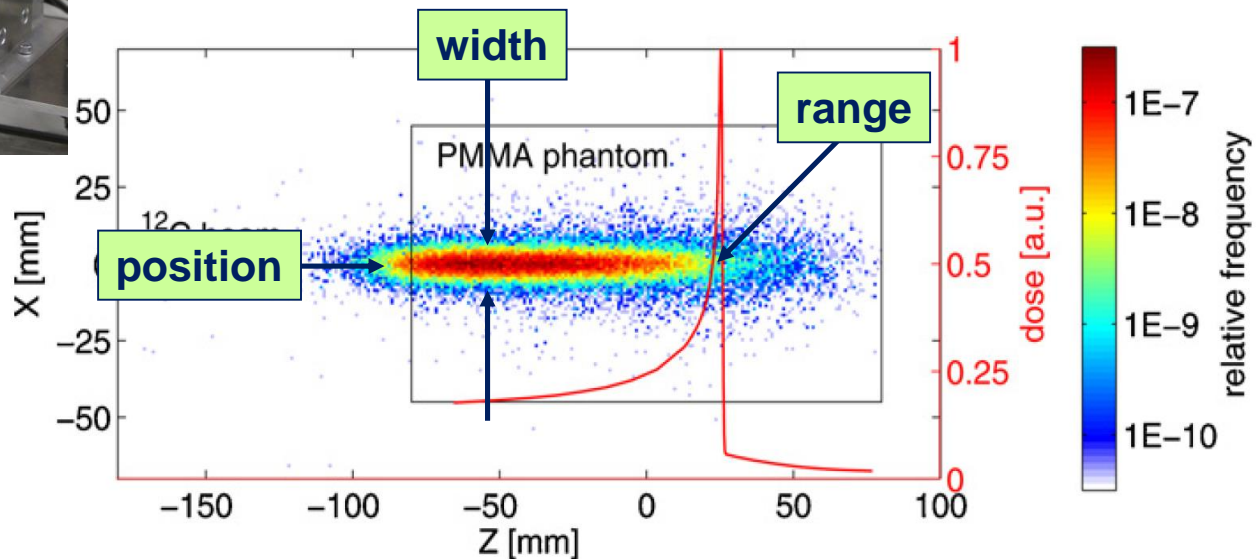 width
range
position
PMMA phantom
X [mm]
50
25
−25
−50
−150
−100
−50
0
50
100
Z [mm]
1
0.75
0.5
0.25
0
dose [a.u.]
1E−7
1E−8
1E−9
1E−10
relative frequency